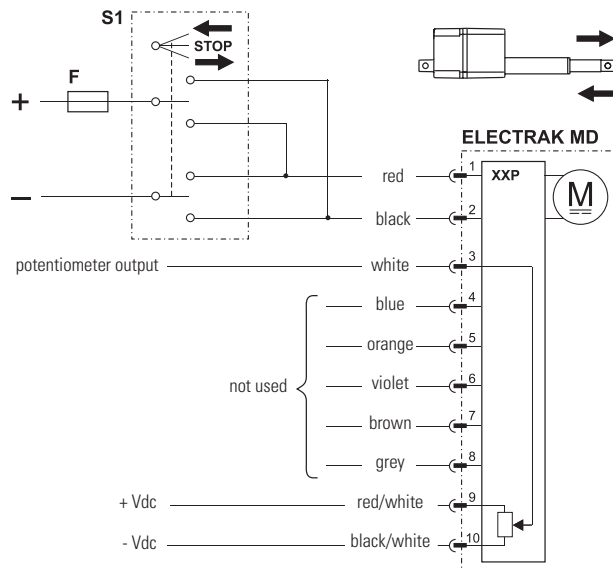 S1
STOP
F
+
−
ELECTRAK MD
XXP
M
red 1
black 2
potentiometer output white 3
blue 4
orange 5
not used violet 6
brown 7
grey 8
+ Vdc red/white 9
- Vdc black/white 10